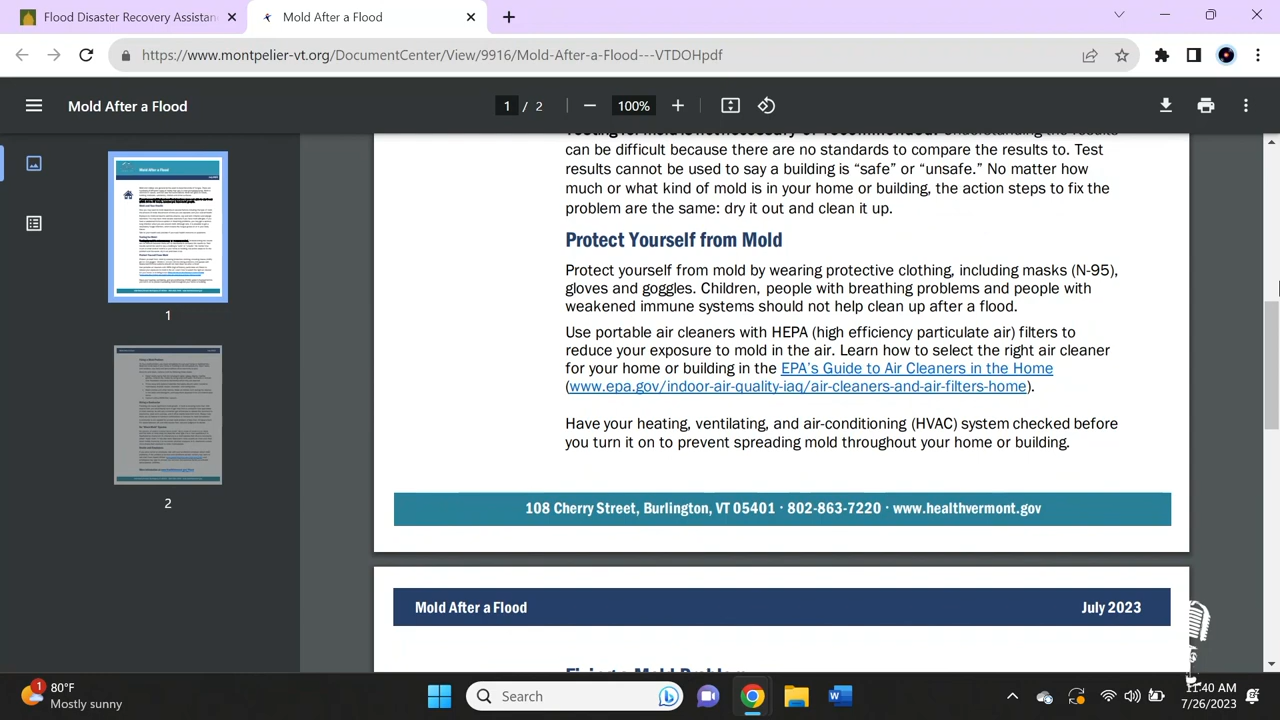 Flood Disaster Recovery Assistan
Mold After a Flood
https://www.montpelier-vt.org/DocumentCenter/View/9916/Mold-After-a-Flood---VTDOHpdf
Mold After a Flood
1 / 2
100%
can be difficult because there are no standards to compare the results to. Test
results cannot be used to say a building is “safe” or “unsafe.” No matter how
much or what kind of mold is in your home or building, the action steps to fix the
problem are the same: dry it out and clean it up.
Protect Yourself from Mold
Protect yourself from mold by wearing protective clothing, including masks (N-95),
gloves and goggles. Children, people with breathing problems and people with
weakened immune systems should not help clean up after a flood.
Use portable air cleaners with HEPA (high efficiency particulate air) filters to
reduce your exposure to mold in the air. Learn how to select the right air cleaner
for your home or building in the EPA’s Guide to Air Cleaners in the Home
(www.epa.gov/indoor-air-quality-iaq/air-cleaners-and-air-filters-home).
Have your heating, ventilating, and air conditioning (HVAC) system checked before
you turn it on to prevent spreading mold throughout your home or building.
108 Cherry Street, Burlington, VT 05401 · 802-863-7220 · www.healthvermont.gov
Mold After a Flood
July 2023
Fixing a Mold Problem
1
2
1
80°F
Mostly sunny
Search
11:40 AM
7/26/2023